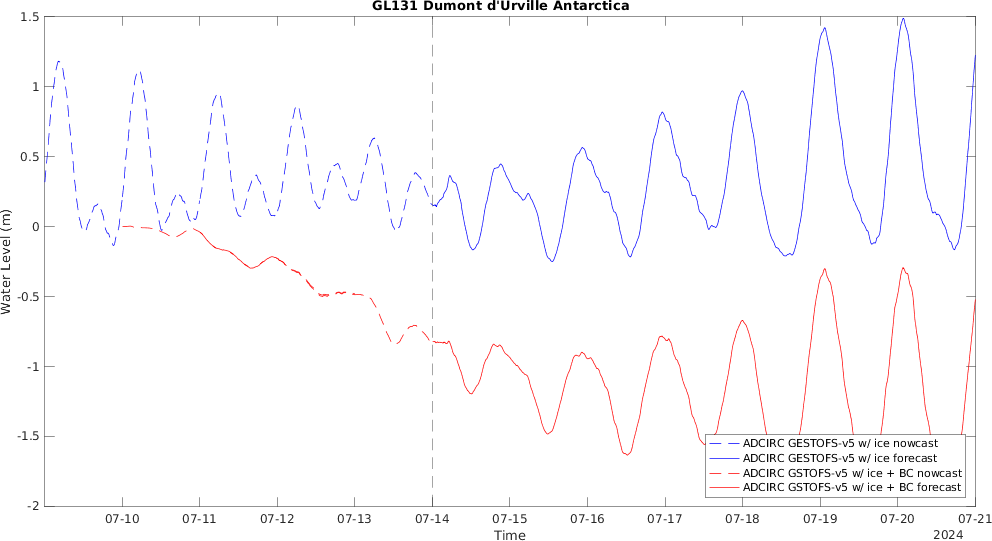 GL131 Dumont d'Urville Antarctica
1.5
1
0.5
0
-0.5
-1
-1.5
-2
Water Level (m)
ADCIRC GESTOFS-v5 w/ ice nowcast
ADCIRC GESTOFS-v5 w/ ice forecast
ADCIRC GSTOFS-v5 w/ ice + BC nowcast
ADCIRC GSTOFS-v5 w/ ice + BC forecast
07-10 07-11 07-12 07-13 07-14 07-15 07-16 07-17 07-18 07-19 07-20 07-21
Time
2024